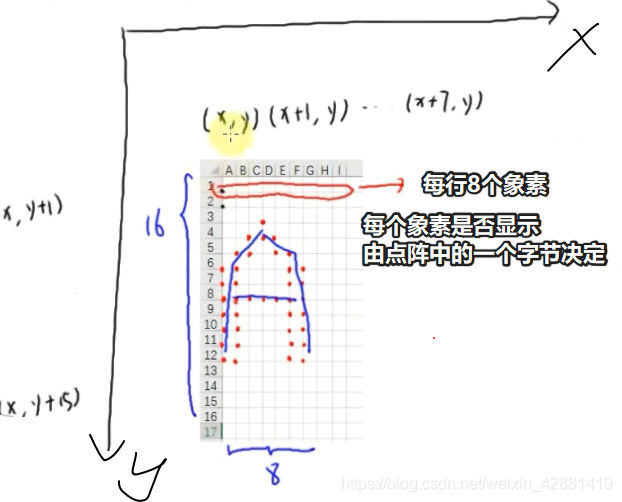 X
(x,y) (x+1, y) ... (x+7, y)
A B C D E F G H I
1
每行8个象素
2
x, y+1)
3
每个象素是否显示
16
4
由点阵中的一个字节决定
5
6
7
8
9
10
11
12
13
14
(x, y+15)
15
16
17
y
8
https://blog.csdn.net/weixin_42881419